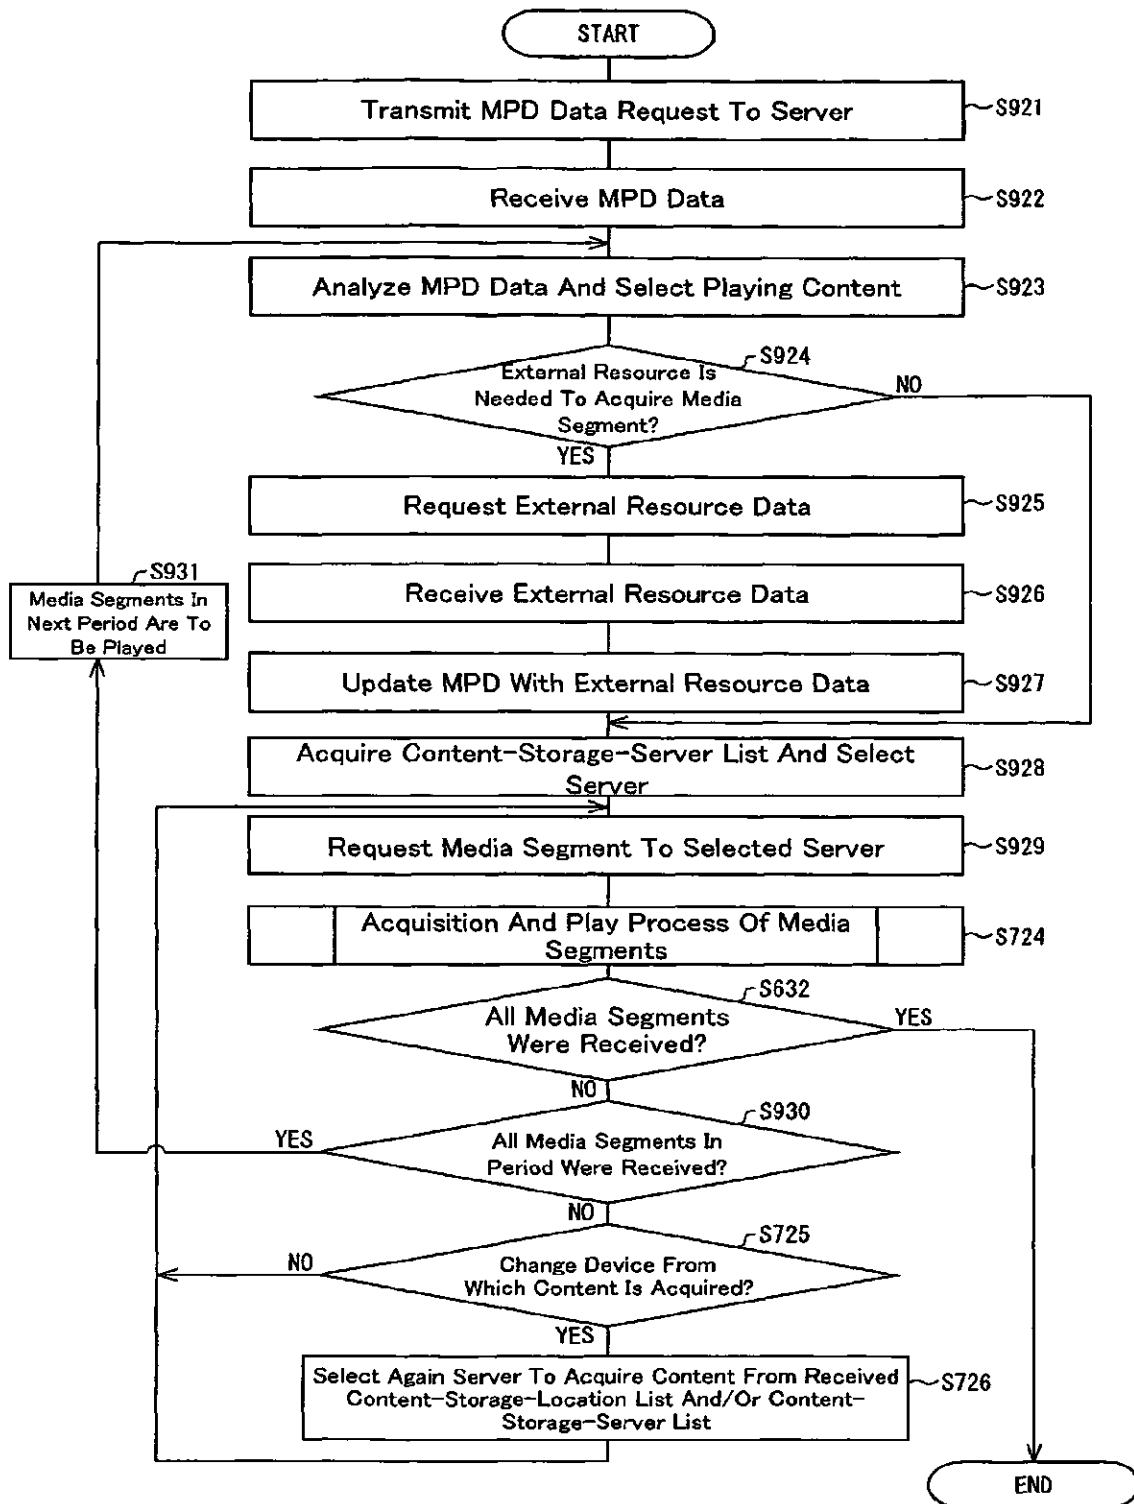 START
Transmit MPD Data Request To Server
S921
Receive MPD Data
S922
Analyze MPD Data And Select Playing Content
S923
S924
External Resource Is
Needed To Acquire Media
Segment?
NO
YES
Request External Resource Data
S925
S931
Media Segments In
Next Period Are To
Be Played
Receive External Resource Data
S926
Update MPD With External Resource Data
S927
Acquire Content-Storage-Server List And Select
Server
S928
Request Media Segment To Selected Server
S929
Acquisition And Play Process Of Media
Segments
S724
S632
All Media Segments
Were Received?
YES
NO
S930
YES
All Media Segments In
Period Were Received?
NO
S725
NO
Change Device From
Which Content Is Acquired?
YES
Select Again Server To Acquire Content From Received
Content-Storage-Location List And/Or Content-
Storage-Server List
S726
END